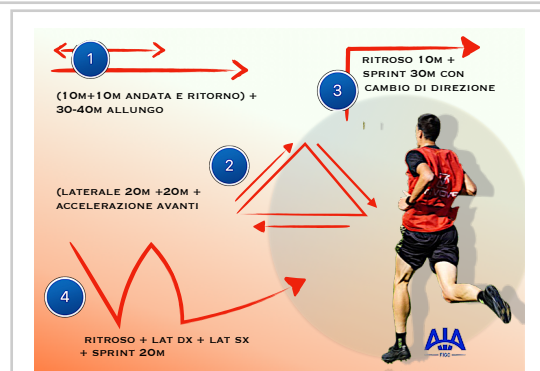 1
(10M+10M ANDATA E RITORNO) +
30-40M ALLUNGO
RITROSO 10M +
SPRINT 30M CON
CAMBIO DI DIREZIONE
3
2
(LATERALE 20M +20M +
ACCELERAZIONE AVANTI
4
RITROSO + LAT DX + LAT SX
+ SPRINT 20M
AIA
FIGC